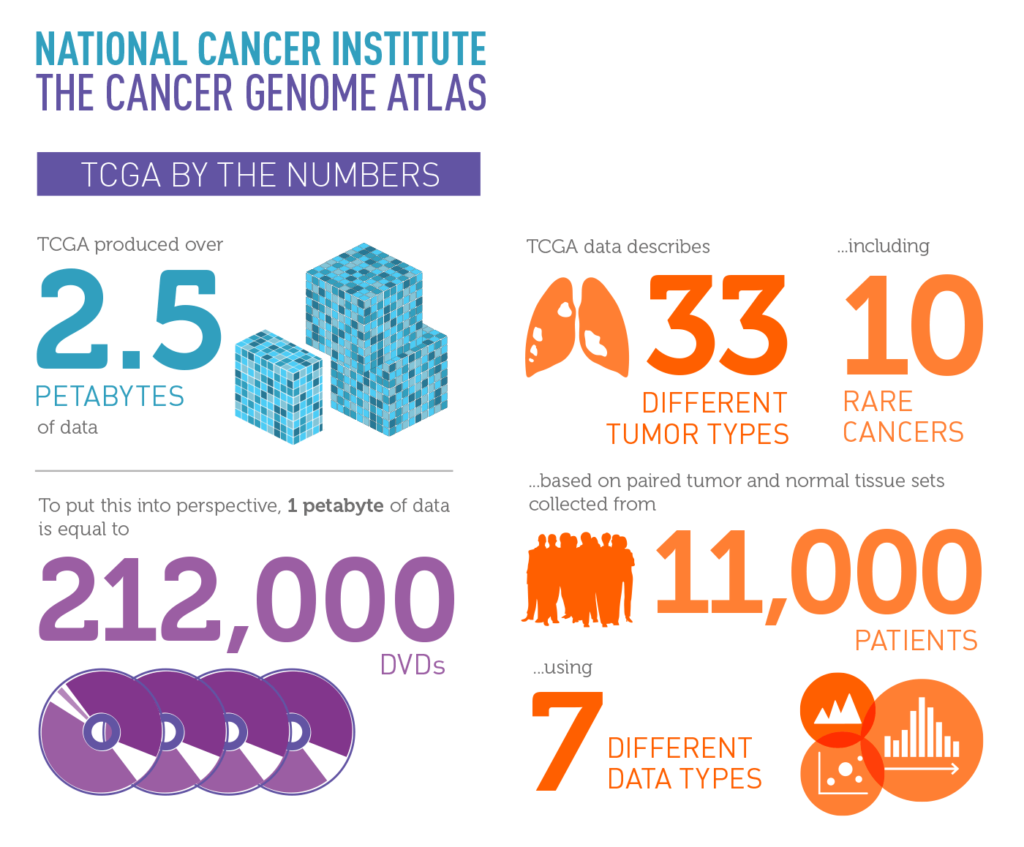 NATIONAL CANCER INSTITUTE
THE CANCER GENOME ATLAS
TCGA BY THE NUMBERS
TCGA produced over
2.5
PETABYTES
of data
To put this into perspective, 1 petabyte of data
is equal to
212,000
DVDs
TCGA data describes
33
DIFFERENT
TUMOR TYPES
...including
10
RARE
CANCERS
...based on paired tumor and normal tissue sets
collected from
11,000
PATIENTS
...using
7
DIFFERENT
DATA TYPES